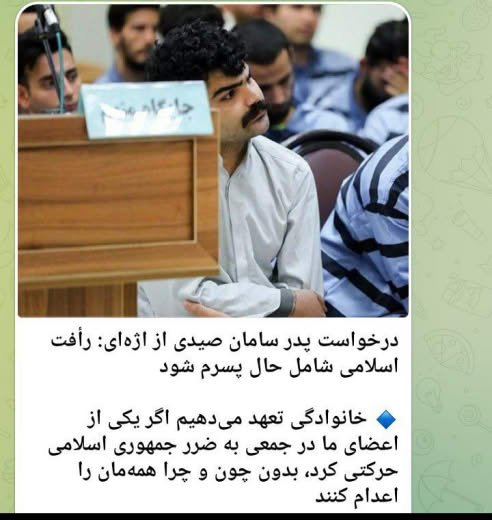 جایگاه متهم
درخواست پدر سامان صیدی از اژه‌ای: رأفت
اسلامی شامل حال پسرم شود
🔷 خانوادگی تعهد می‌دهیم اگر یکی از
اعضای ما در جمعی به ضرر جمهوری اسلامی
حرکتی کرد، بدون چون و چرا همه‌مان را
اعدام کنند